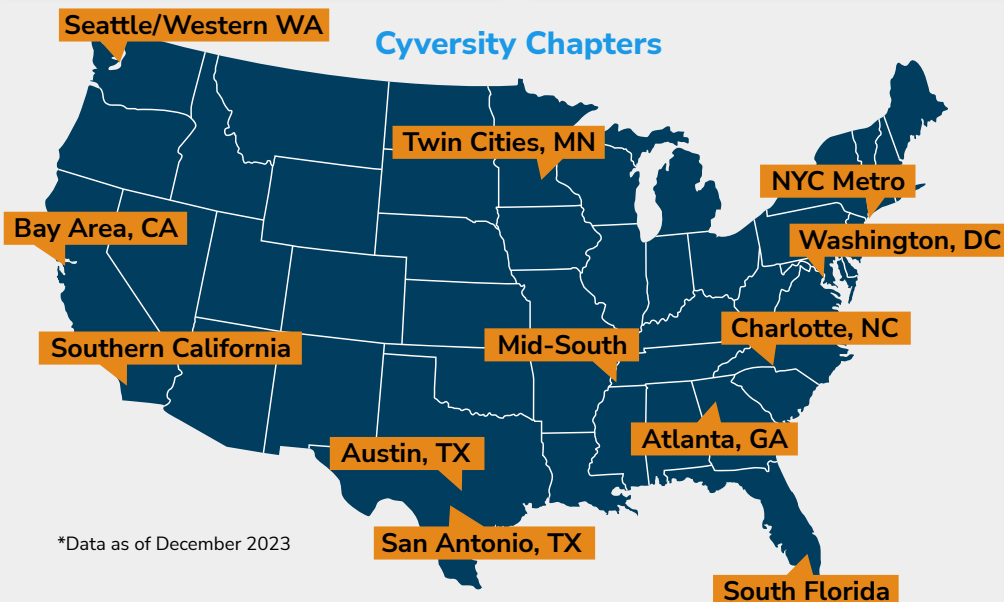 Seattle/Western WA
Cyversity Chapters
Twin Cities, MN
NYC Metro
Bay Area, CA
Washington, DC
Charlotte, NC
Southern California
Mid-South
Atlanta, GA
Austin, TX
*Data as of December 2023
San Antonio, TX
South Florida